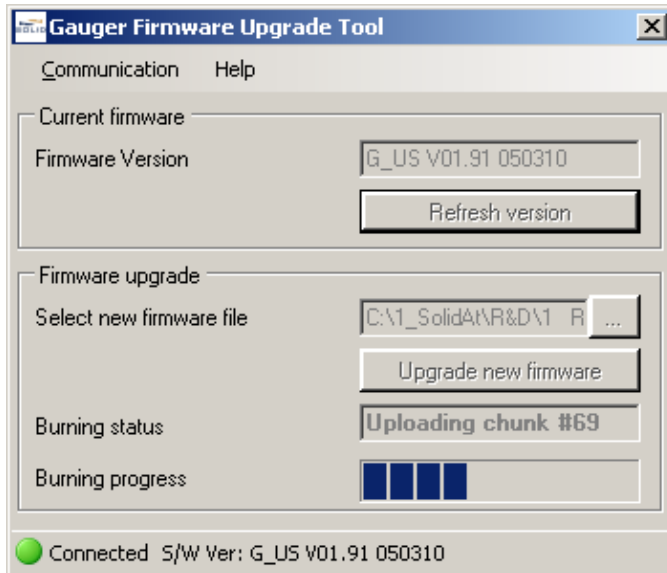 SOLID
Gauger Firmware Upgrade Tool
Communication Help
Current firmware
Firmware Version G_US V01.91 050310
Refresh version
Firmware upgrade
Select new firmware file C:\1_SolidAt\R&D\1 R ...
Upgrade new firmware
Burning status Uploading chunk #69
Burning progress
Connected S/W Ver: G_US V01.91 050310